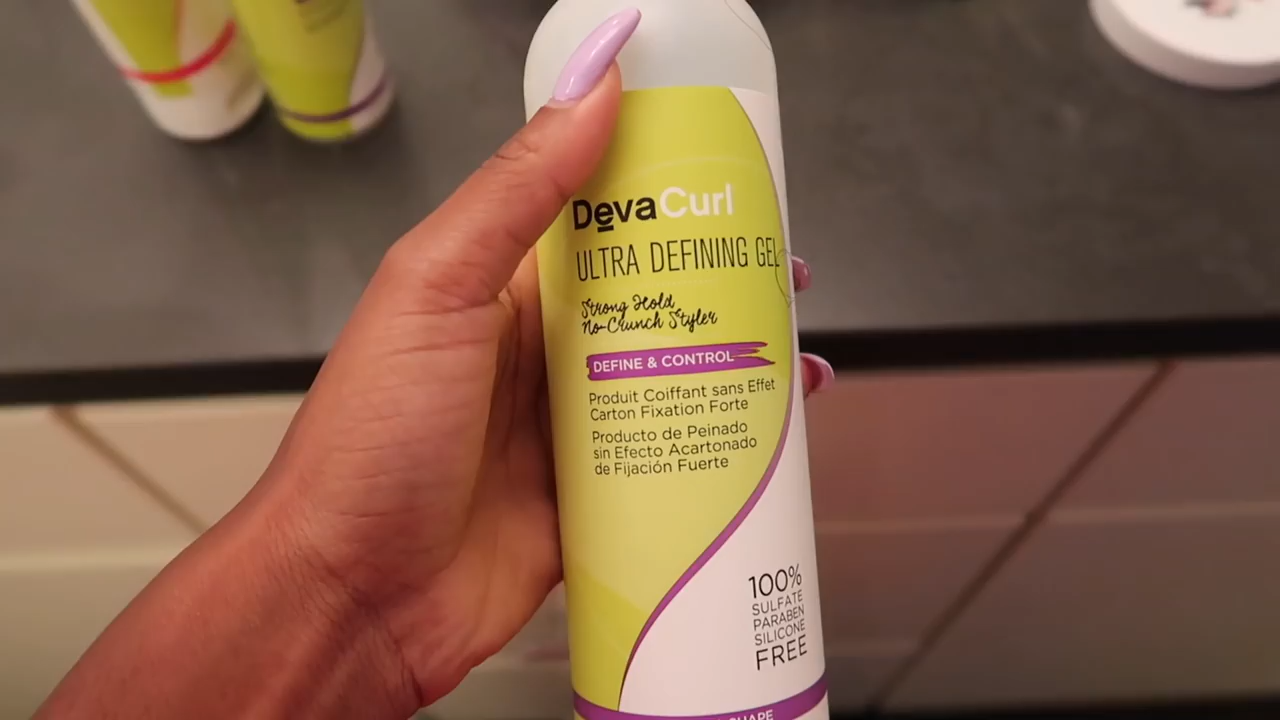 DevaCurl
ULTRA DEFINING GEL
Strong Hold
No-Crunch Styler
DEFINE & CONTROL
Produit Coiffant sans Effet
Carton Fixation Forte
Producto de Peinado
sin Efecto Acartonado
de Fijación Fuerte
100%
SULFATE
PARABEN
SILICONE
FREE
SHAPE